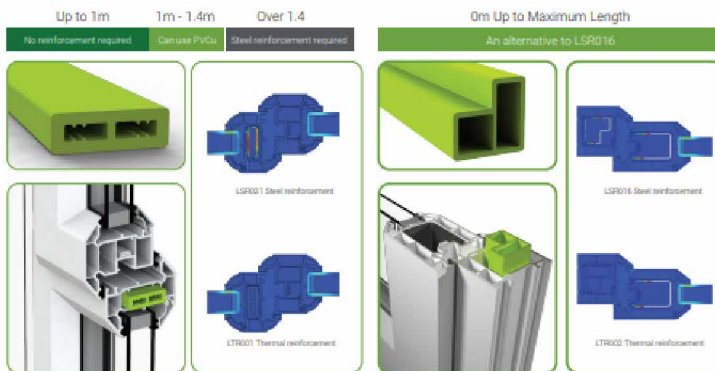 Up to 1m
1m - 1.4m
Over 1.4
0m Up to Maximum Length
No reinforcement required
Can use PVCu
Steel reinforcement required
An alternative to LSR016
LSR021 Steel reinforcement
LSR016 Steel reinforcement
LTR001 Thermal reinforcement
LTR002 Thermal reinforcement